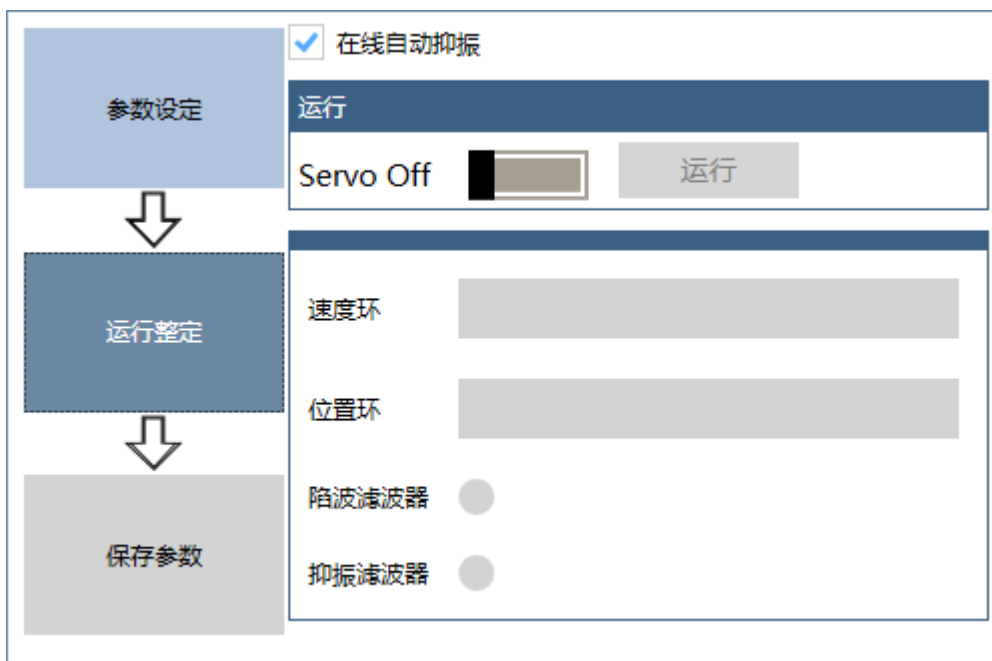 在线自动抑振
参数设定
运行
Servo Off
运行
运行整定
速度环
位置环
陷波滤波器
保存参数
抑振滤波器